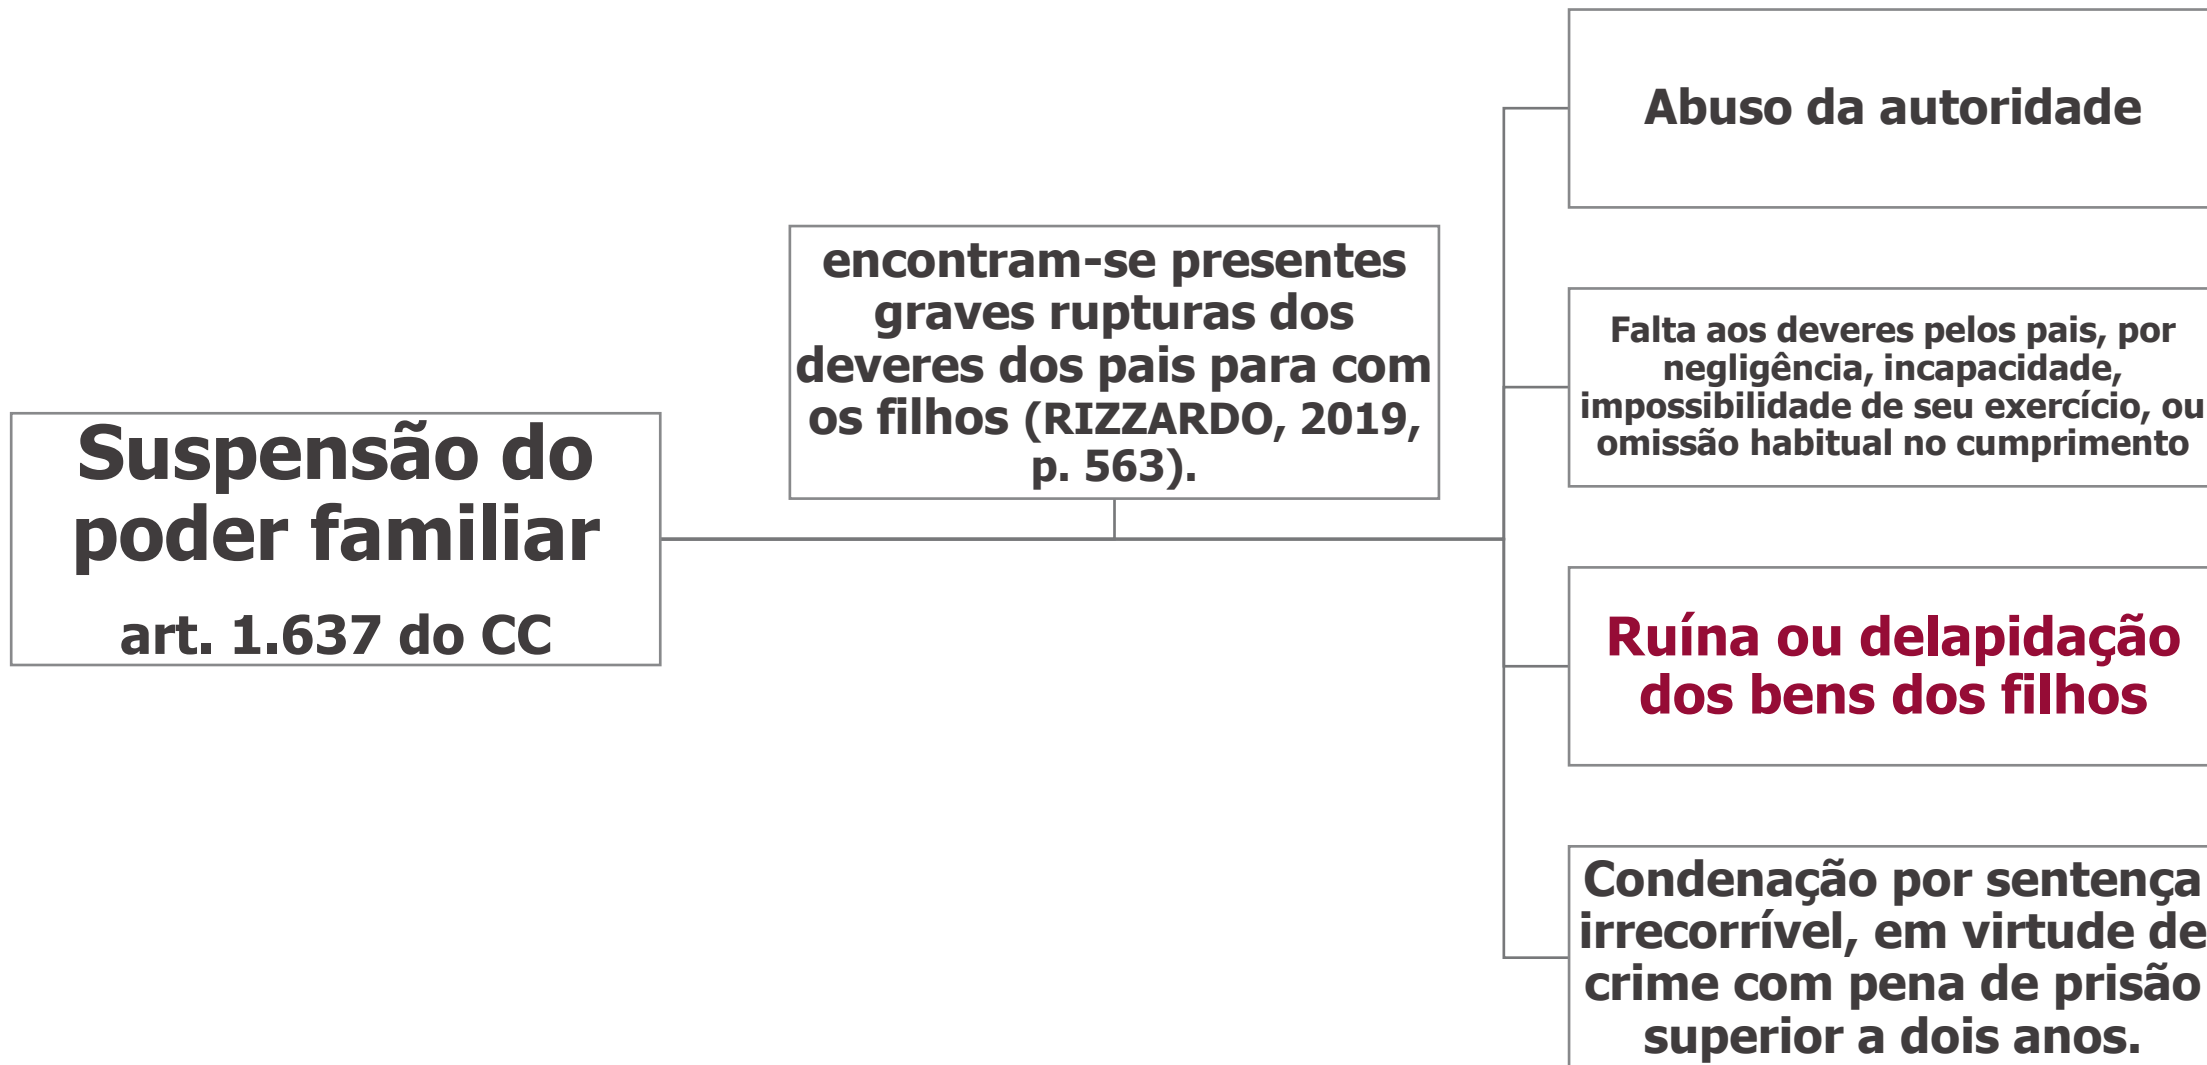 Suspensão do
poder familiar
art. 1.637 do CC
encontram-se presentes
graves rupturas dos
deveres dos pais para com
os filhos (RIZZARDO, 2019,
p. 563).
Abuso da autoridade
Falta aos deveres pelos pais, por
negligência, incapacidade,
impossibilidade de seu exercício, ou
omissão habitual no cumprimento
Ruína ou delapidação
dos bens dos filhos
Condenação por sentença
irrecorrível, em virtude de
crime com pena de prisão
superior a dois anos.